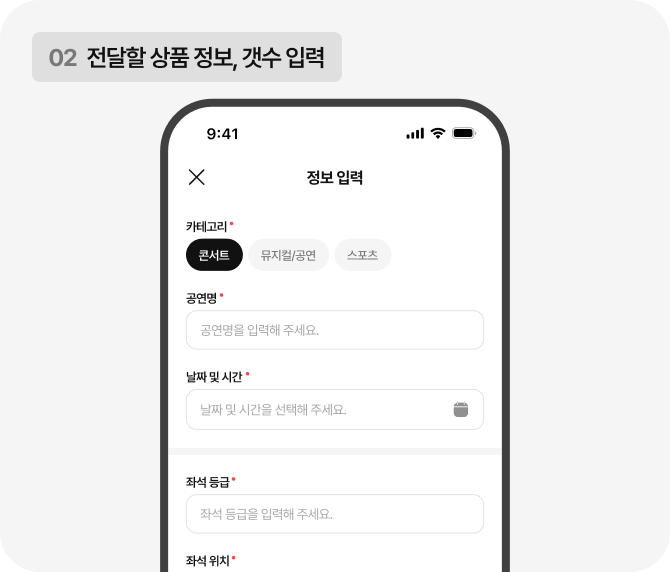 02 전달할 상품 정보, 갯수 입력
9:41
정보 입력
카테고리
콘서트 뮤지컬/공연 스포츠
공연명
공연명을 입력해 주세요.
날짜 및 시간
날짜 및 시간을 선택해 주세요.
좌석 등급
좌석 등급을 입력해 주세요.
좌석 위치